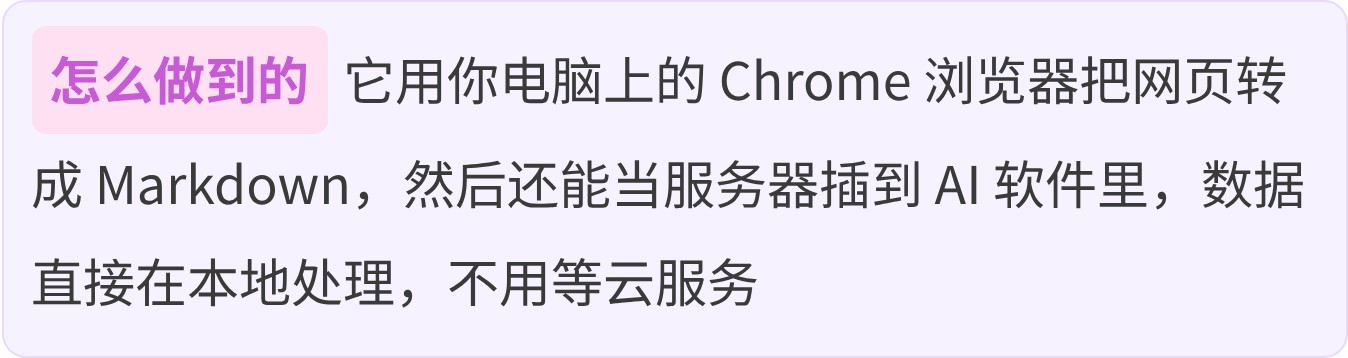 怎么做到的 它用你电脑上的 Chrome 浏览器把网页转
成 Markdown，然后还能当服务器插到 AI 软件里，数据
直接在本地处理，不用等云服务